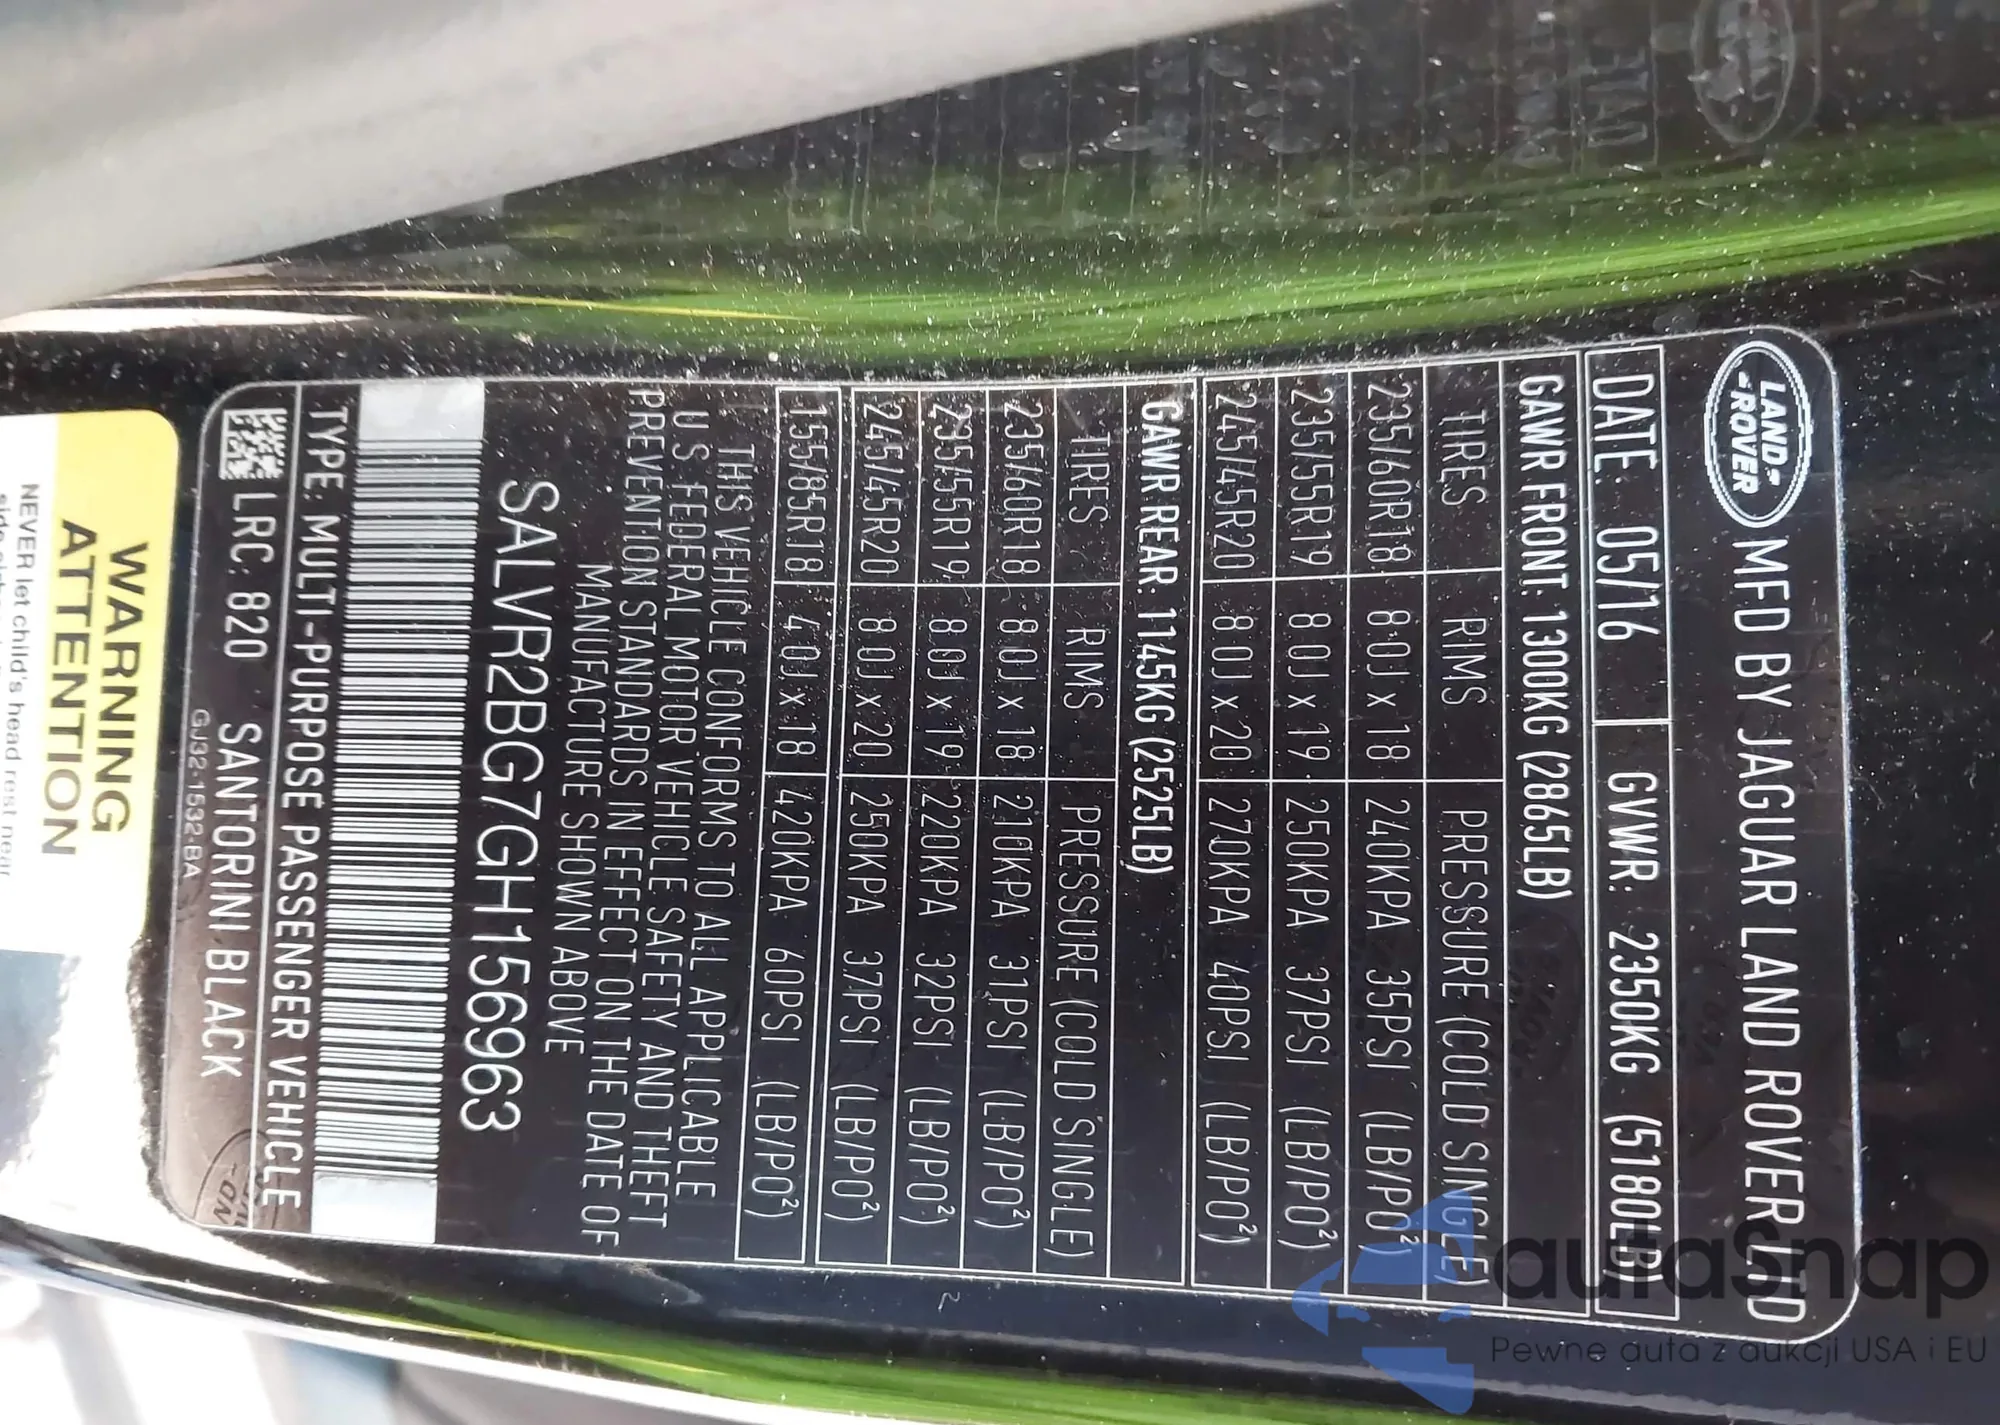 LAND-
-ROVER
MFD BY JAGUAR LAND ROVER LTD
DATE: 05/16 GVWR: 2350KG (5180LB)
GAWR FRONT: 1300KG (2865LB)
TIRES RIMS PRESSURE (COLD SINGLE)
235/60R18 8.0J x 18 240KPA 35PSI (LB/PO²)
235/55R19 8.0J x 19 250KPA 37PSI (LB/PO²)
245/45R20 8.0J x 20 270KPA 40PSI (LB/PO²)
GAWR REAR: 1145KG (2525LB)
TIRES RIMS PRESSURE (COLD SINGLE)
235/60R18 8.0J x 18 210KPA 31PSI (LB/PO²)
235/55R19 8.0J x 19 220KPA 32PSI (LB/PO²)
245/45R20 8.0J x 20 250KPA 37PSI (LB/PO²)
155/85R18 4.0J x 18 420KPA 60PSI (LB/PO²)
THIS VEHICLE CONFORMS TO ALL APPLICABLE
U.S FEDERAL MOTOR VEHICLE SAFETY AND THEFT
PREVENTION STANDARDS IN EFFECT ON THE DATE OF
MANUFACTURE SHOWN ABOVE
SALVR2BG7GH156963
TYPE: MULTI-PURPOSE PASSENGER VEHICLE
LRC: 820 SANTORINI BLACK
GJ32-1532-BA
WARNING
ATTENTION
NEVER let child's head rest near
autaSnap
Pewne auta z aukcji USA i EU